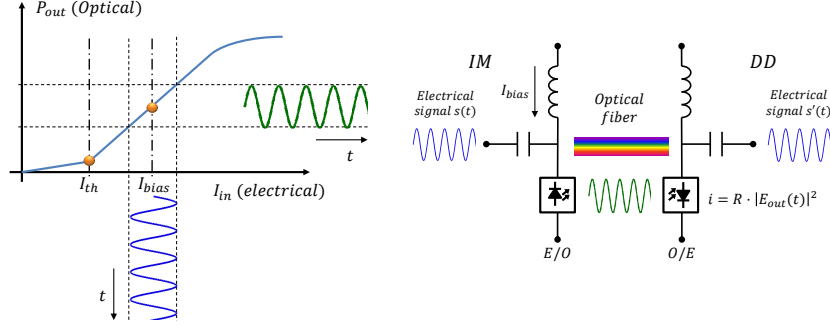 P_out (Optical)
I_th
I_bias
I_in (electrical)
t
t
IM
DD
Electrical
signal s(t)
I_bias
Optical
fiber
Electrical
signal s′(t)
i = R · |E_out(t)|²
E/O
O/E